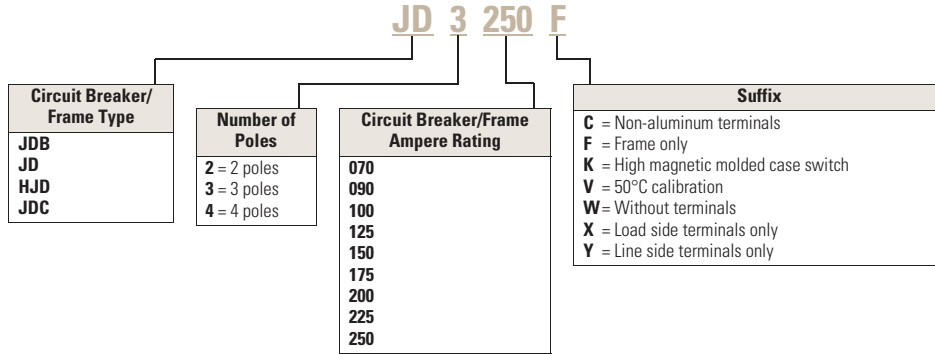 JD 3 250 F
Circuit Breaker/
Frame Type
JDB
JD
HJD
JDC
Number of
Poles
2 = 2 poles
3 = 3 poles
4 = 4 poles
Circuit Breaker/Frame
Ampere Rating
070
090
100
125
150
175
200
225
250
Suffix
C = Non-aluminum terminals
F = Frame only
K = High magnetic molded case switch
V = 50°C calibration
W = Without terminals
X = Load side terminals only
Y = Line side terminals only